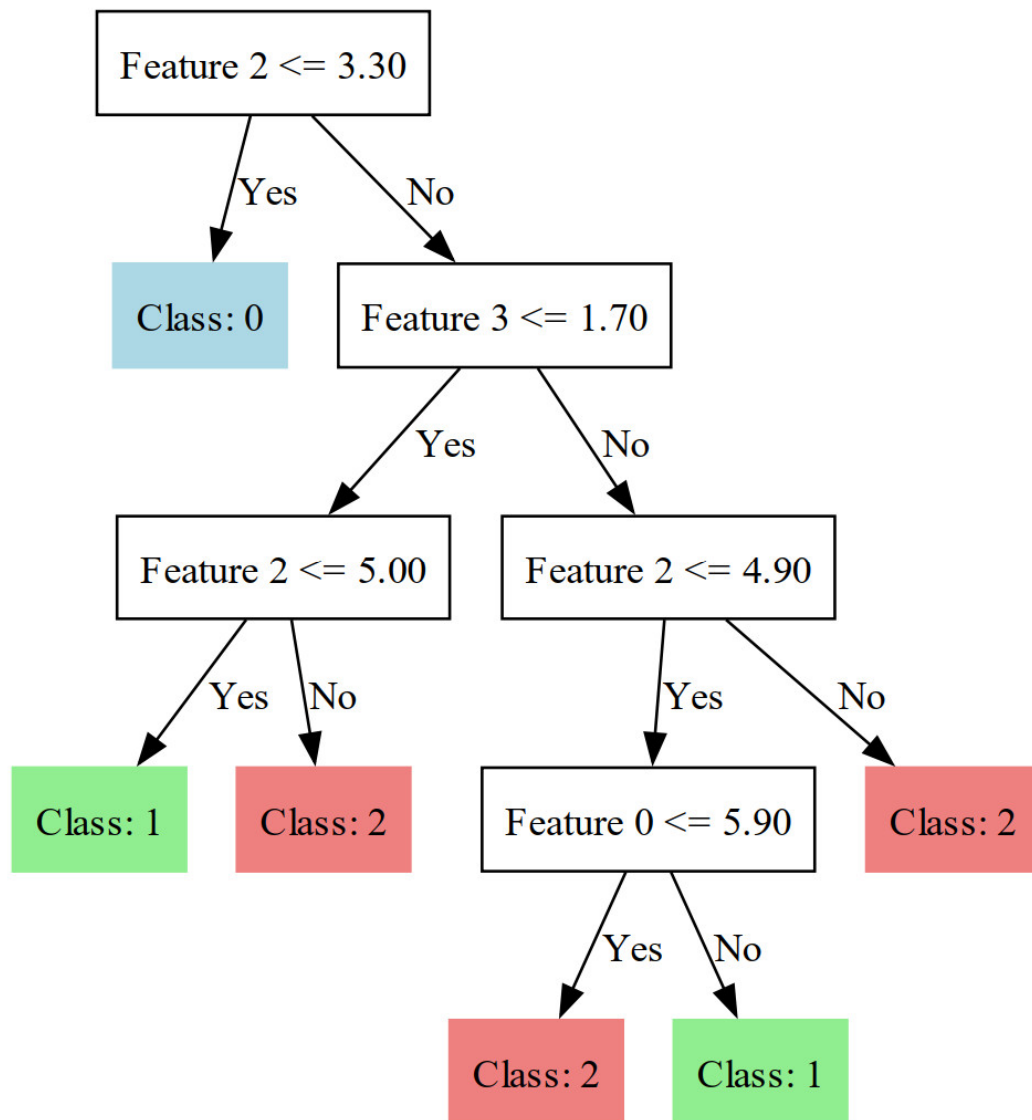 Feature 2 <= 3.30
Yes
No
Class: 0
Feature 3 <= 1.70
Yes
No
Feature 2 <= 5.00
Feature 2 <= 4.90
Yes
No
Yes
No
Class: 1
Class: 2
Feature 0 <= 5.90
Class: 2
Yes
No
Class: 2
Class: 1